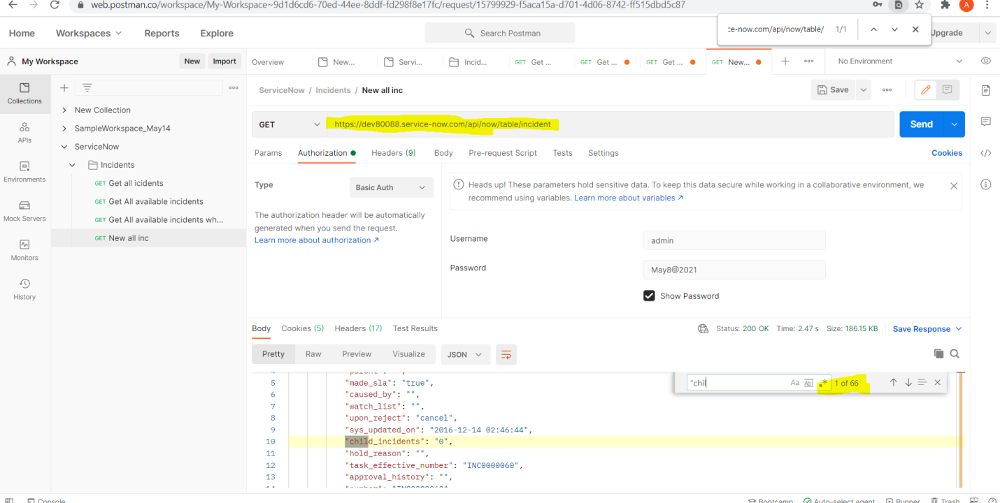 web.postman.co/workspace/My-Workspace~9d1d6cd6-70ed-44ee-8ddf-fd298f8e17fc/request/15799929-f5aca15a-d701-4d06-8742-ff515dbd5c87
A
Home Workspaces Reports Explore Search Postman ce-now.com/api/now/table/ 1/1 Upgrade
My Workspace New Import Overview New... Servi... Incid... GET Get ... GET Get ... GET Get ... GET New... No Environment
Collections
APIs
Environments
Mock Servers
Monitors
History
New Collection
SampleWorkspace_May14
ServiceNow
Incidents
GET Get all icidents
GET Get All available incidents
GET Get All available incidents wh...
GET New all inc
ServiceNow / Incidents / New all inc Save
GET https://dev80088.service-now.com/api/now/table/incident Send
Params Authorization Headers (9) Body Pre-request Script Tests Settings Cookies
Type Basic Auth
The authorization header will be automatically
generated when you send the request.
Learn more about authorization ↗
Heads up! These parameters hold sensitive data. To keep this data secure while working in a collaborative environment, we
recommend using variables. Learn more about variables ↗
Username admin
Password May8@2021
Show Password
Body Cookies (5) Headers (17) Test Results Status: 200 OK Time: 2.47 s Size: 186.15 KB Save Response
Pretty Raw Preview Visualize JSON
"chil Aa Abl .* 1 of 66
4 "parent": "",
5 "made_sla": "true",
6 "caused_by": "",
7 "watch_list": "",
8 "upon_reject": "cancel",
9 "sys_updated_on": "2016-12-14 02:46:44",
10 "child_incidents": "0",
11 "hold_reason": "",
12 "task_effective_number": "INC0000060",
13 "approval_history": "",
14 "number": "INC0000060",
Console Bootcamp Auto-select agent Runner Trash